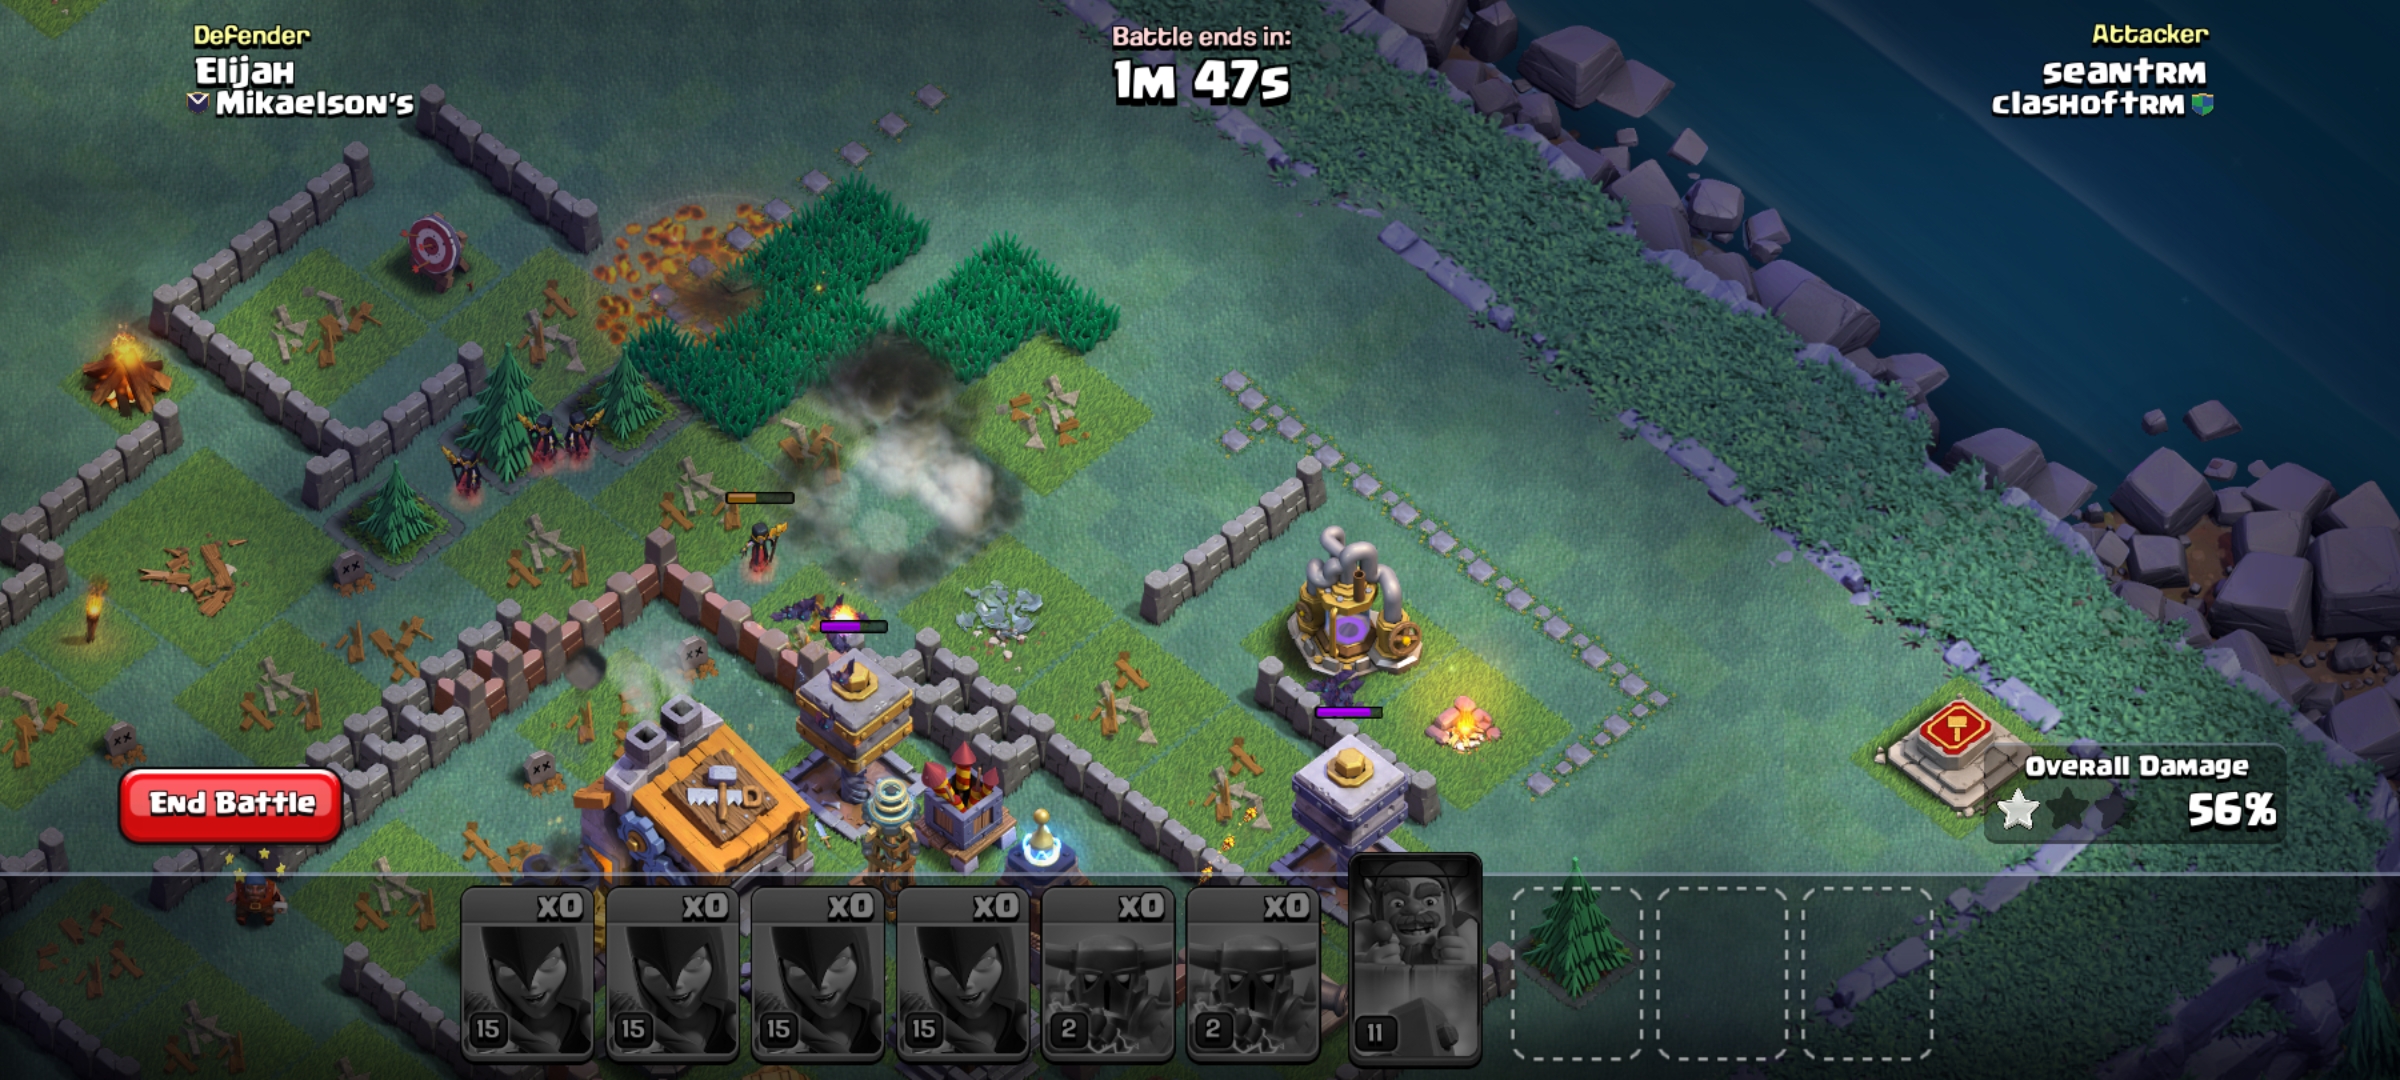 Defender
Elijah
Mikaelson's
Battle ends in:
1M 47s
Attacker
seantRM
clashoftRM
End Battle
Overall Damage
56%
x0
x0
x0
x0
x0
x0
15
15
15
15
2
2
11